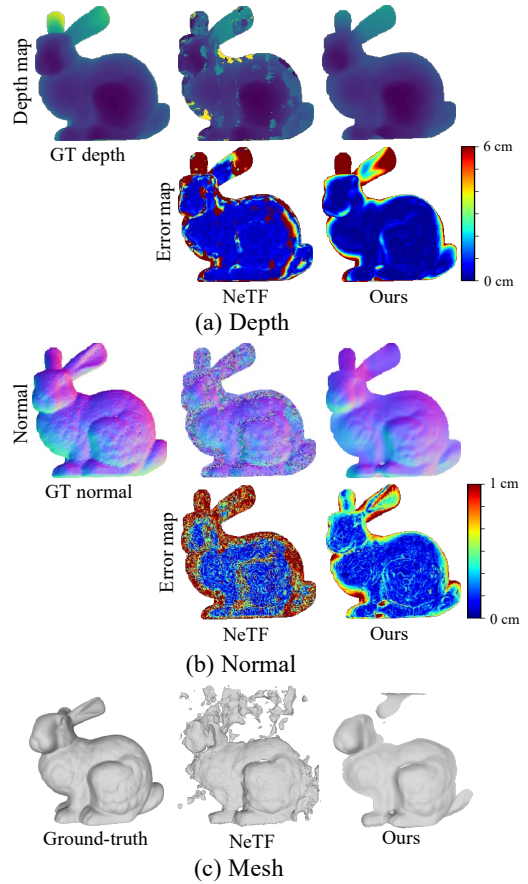 Depth map
GT depth
Error map
6 cm
0 cm
NeTF
Ours
(a) Depth
Normal
GT normal
Error map
1 cm
0 cm
NeTF
Ours
(b) Normal
Ground-truth
NeTF
Ours
(c) Mesh